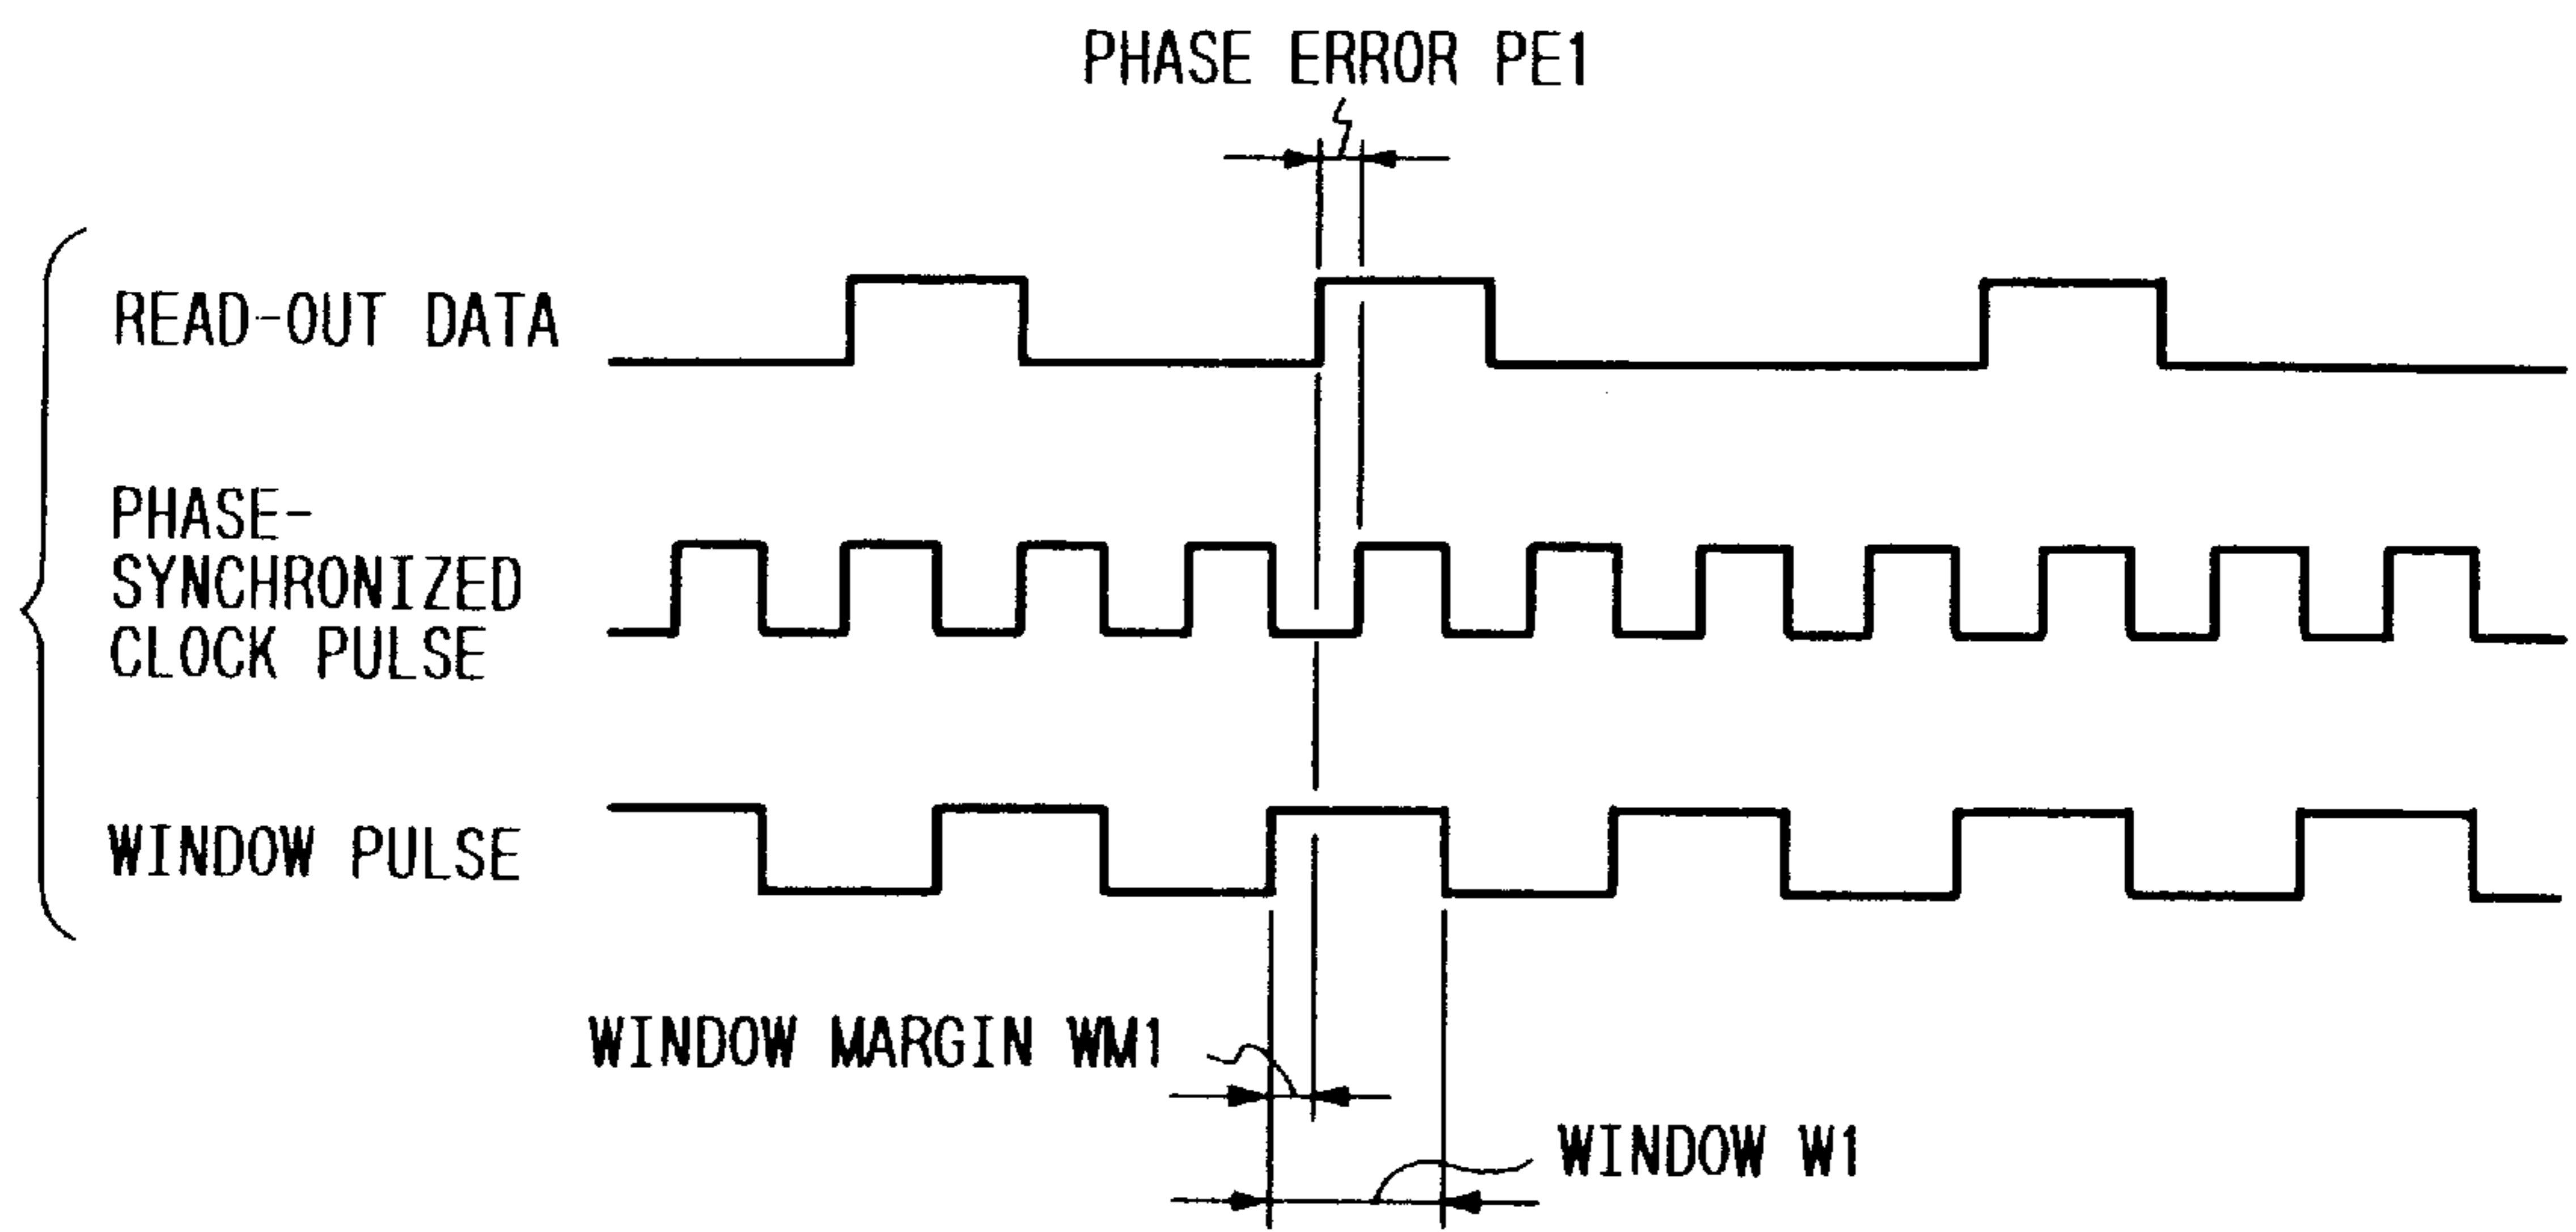 PHASE ERROR PE1
READ-OUT DATA
PHASE-
SYNCHRONIZED
CLOCK PULSE
WINDOW PULSE
WINDOW MARGIN WM1
WINDOW W1